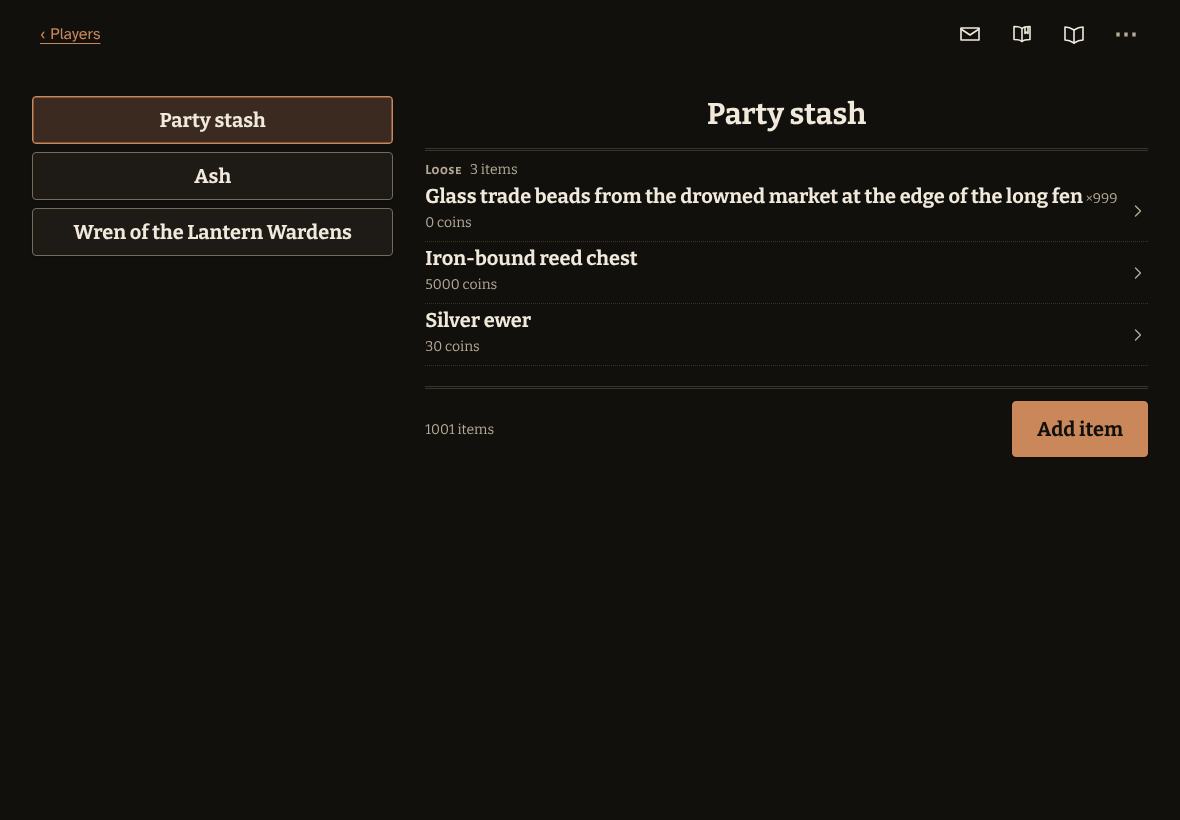 ‹ Players
Party stash
Ash
Wren of the Lantern Wardens
Party stash
Loose 3 items
Glass trade beads from the drowned market at the edge of the long fen ×999
0 coins
Iron-bound reed chest
5000 coins
Silver ewer
30 coins
1001 items
Add item